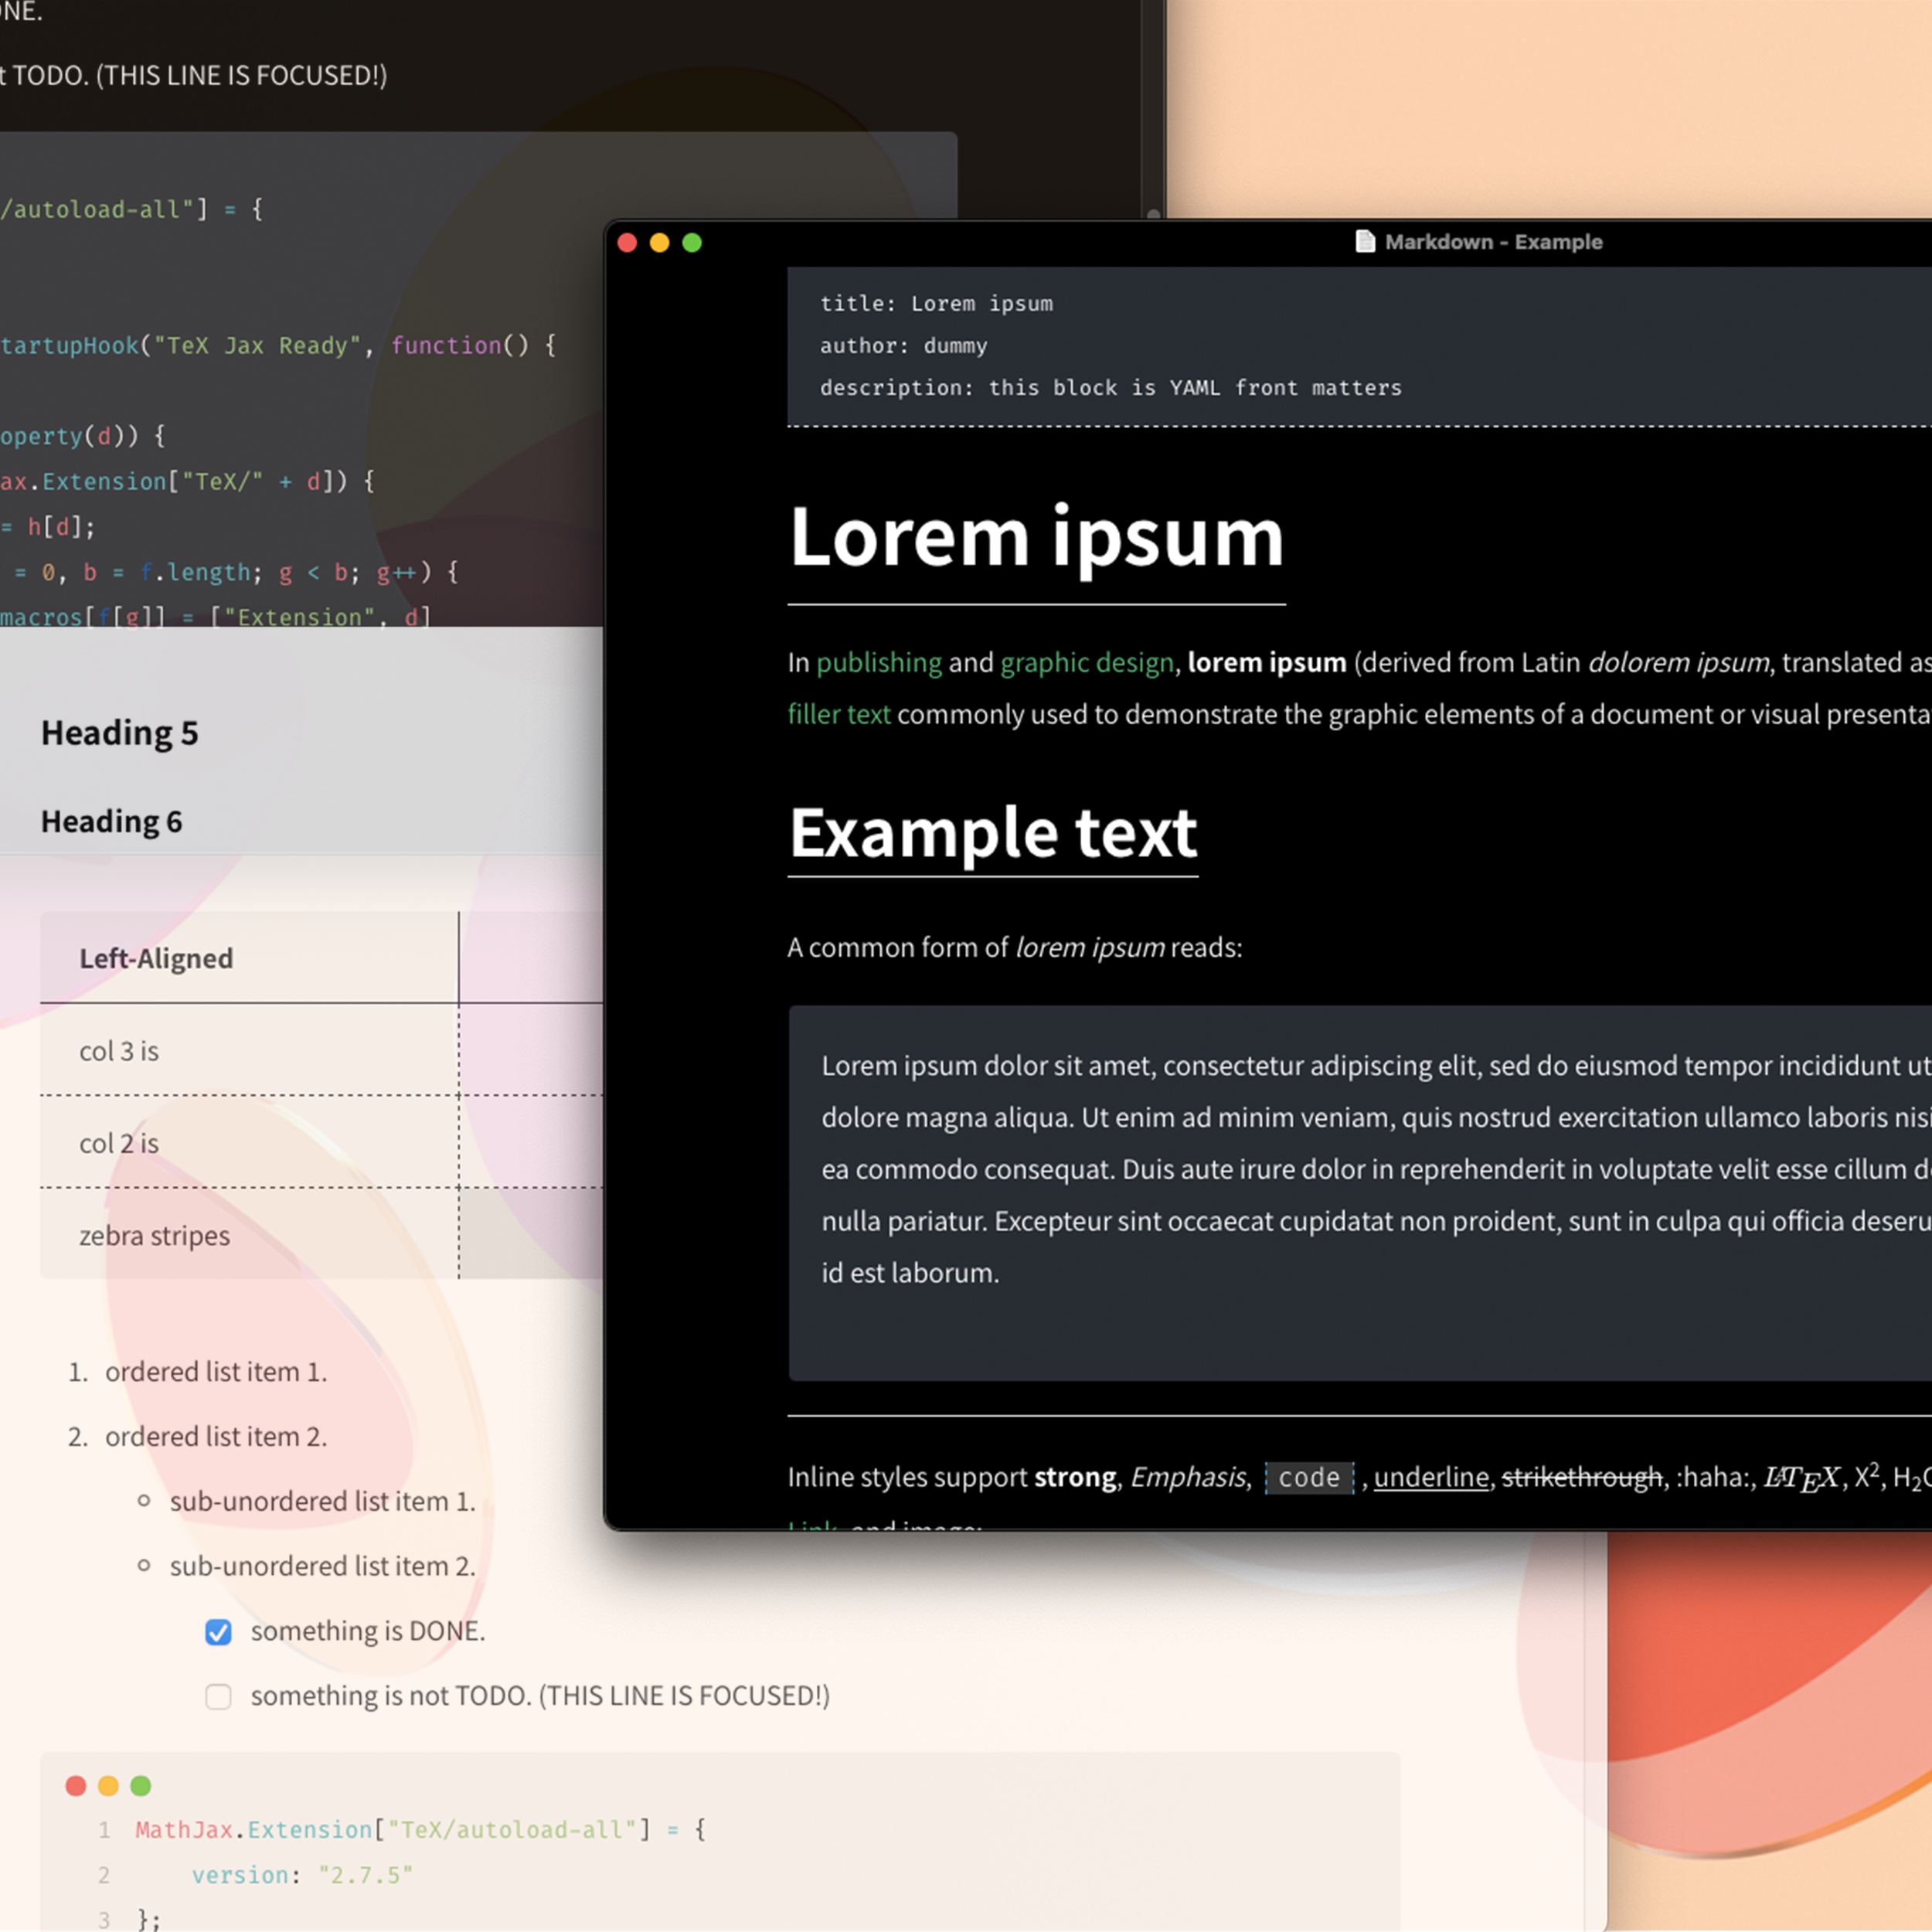 ONE.
t TODO. (THIS LINE IS FOCUSED!)
/autoload-all"] = {
tartupHook("TeX Jax Ready", function() {
operty(d)) {
ax.Extension["TeX/" + d]) {
= h[d];
= 0, b = f.length; g < b; g++) {
macros[f[g]] = ["Extension", d]
Heading 5
Heading 6
Left-Aligned
col 3 is
col 2 is
zebra stripes
1. ordered list item 1.
2. ordered list item 2.
sub-unordered list item 1.
sub-unordered list item 2.
something is DONE.
something is not TODO. (THIS LINE IS FOCUSED!)
1 MathJax.Extension["TeX/autoload-all"] = {
2 version: "2.7.5"
3 };
Markdown - Example
title: Lorem ipsum
author: dummy
description: this block is YAML front matters
Lorem ipsum
In publishing and graphic design, lorem ipsum (derived from Latin dolorem ipsum, translated as
filler text commonly used to demonstrate the graphic elements of a document or visual presenta
Example text
A common form of lorem ipsum reads:
Lorem ipsum dolor sit amet, consectetur adipiscing elit, sed do eiusmod tempor incididunt ut
dolore magna aliqua. Ut enim ad minim veniam, quis nostrud exercitation ullamco laboris nisi
ea commodo consequat. Duis aute irure dolor in reprehenderit in voluptate velit esse cillum d
nulla pariatur. Excepteur sint occaecat cupidatat non proident, sunt in culpa qui officia deseru
id est laborum.
Inline styles support strong, Emphasis, code , underline, strikethrough, :haha:, LATEX, X², H₂O
Link, and image: